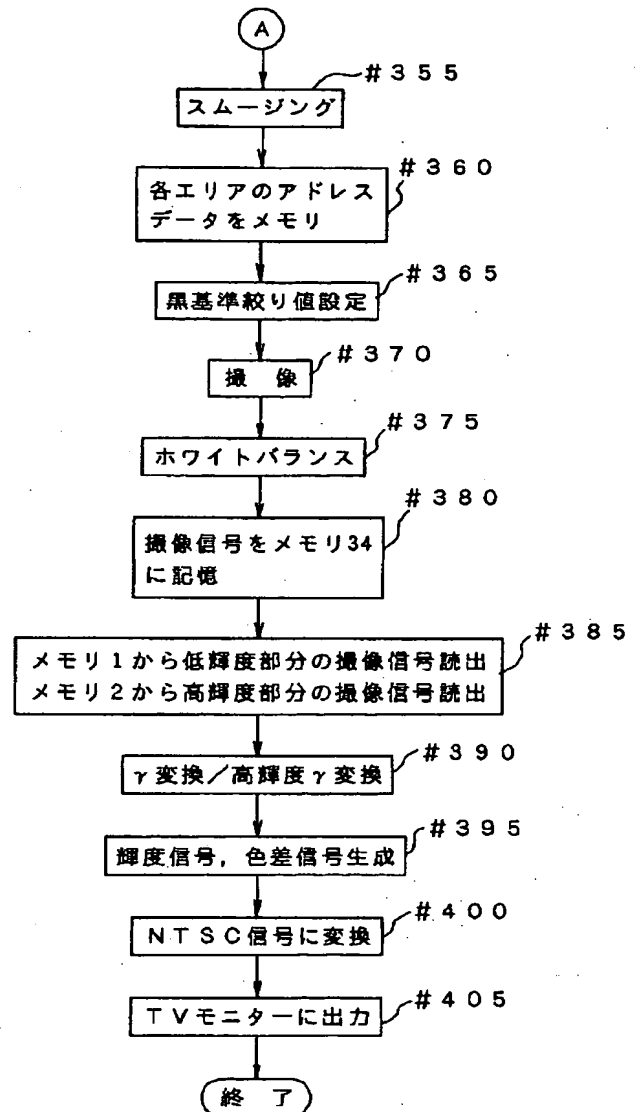 A
#355
スムージング
#360
各エリアのアドレス
データをメモリ
#365
黒基準絞り値設定
#370
撮　像
#375
ホワイトバランス
#380
撮像信号をメモリ34
に記憶
#385
メモリ1から低輝度部分の撮像信号読出
メモリ2から高輝度部分の撮像信号読出
#390
γ変換／高輝度γ変換
#395
輝度信号，色差信号生成
#400
NTSC信号に変換
#405
TVモニターに出力
終　了